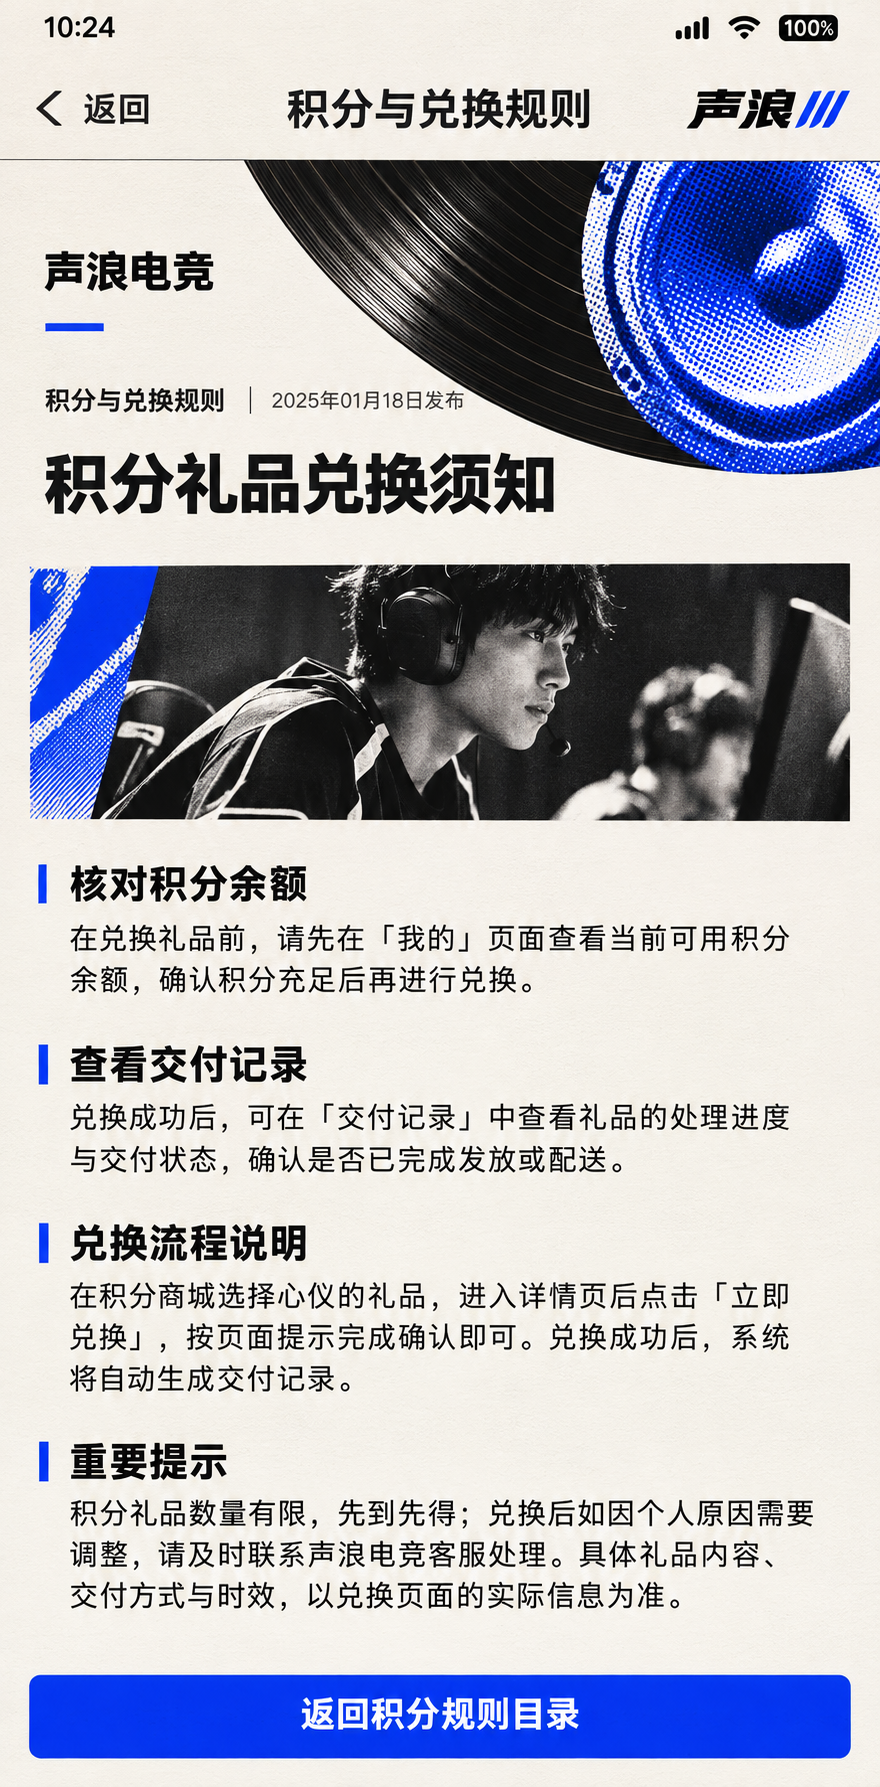 10:24
100%
返回
积分与兑换规则
声浪
声浪电竞
积分与兑换规则
2025年01月18日发布
积分礼品兑换须知
核对积分余额
在兑换礼品前，请先在「我的」页面查看当前可用积分
余额，确认积分充足后再进行兑换。
查看交付记录
兑换成功后，可在「交付记录」中查看礼品的处理进度
与交付状态，确认是否已完成发放或配送。
兑换流程说明
在积分商城选择心仪的礼品，进入详情页后点击「立即
兑换」，按页面提示完成确认即可。兑换成功后，系统
将自动生成交付记录。
重要提示
积分礼品数量有限，先到先得；兑换后如因个人原因需要
调整，请及时联系声浪电竞客服处理。具体礼品内容、
交付方式与时效，以兑换页面的实际信息为准。
返回积分规则目录